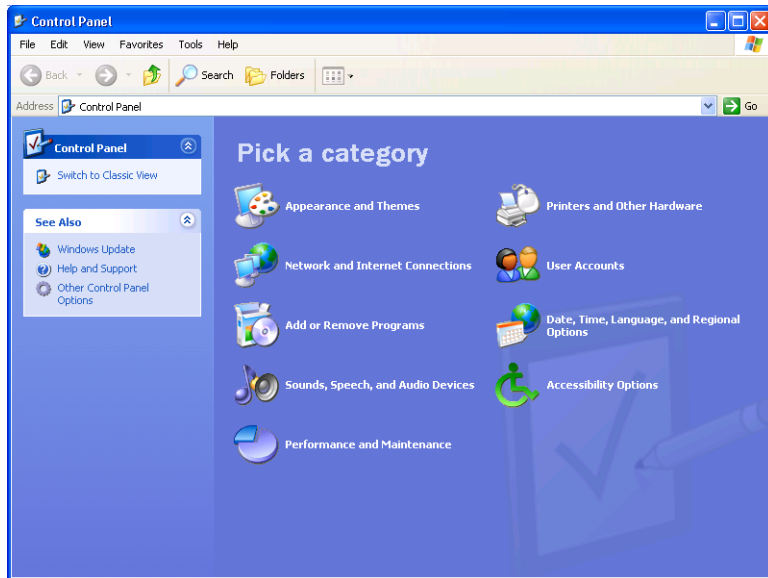 Control Panel
File Edit View Favorites Tools Help
Back Search Folders
Address Control Panel Go
Control Panel
Switch to Classic View
See Also
Windows Update
Help and Support
Other Control Panel
Options
Pick a category
Appearance and Themes
Printers and Other Hardware
Network and Internet Connections
User Accounts
Add or Remove Programs
Date, Time, Language, and Regional
Options
Sounds, Speech, and Audio Devices
Accessibility Options
Performance and Maintenance